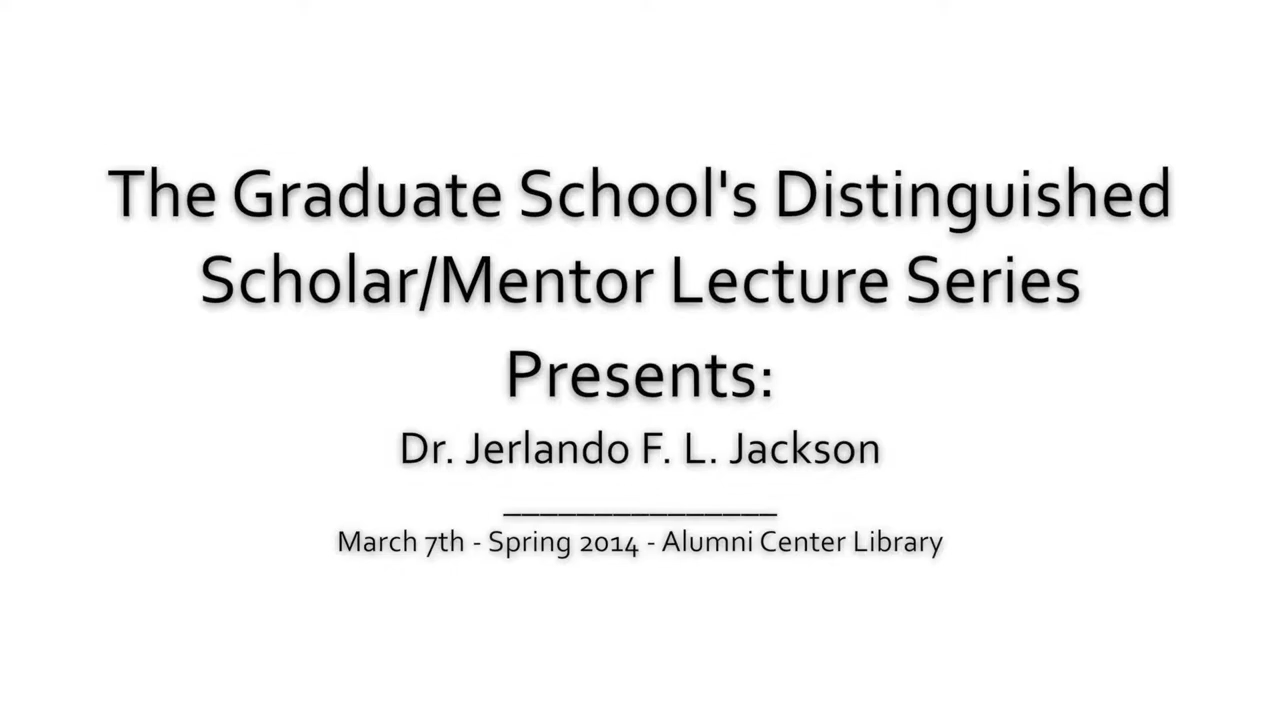 The Graduate School's Distinguished
Scholar/Mentor Lecture Series
Presents:
Dr. Jerlando F. L. Jackson
_______________
March 7th - Spring 2014 - Alumni Center Library